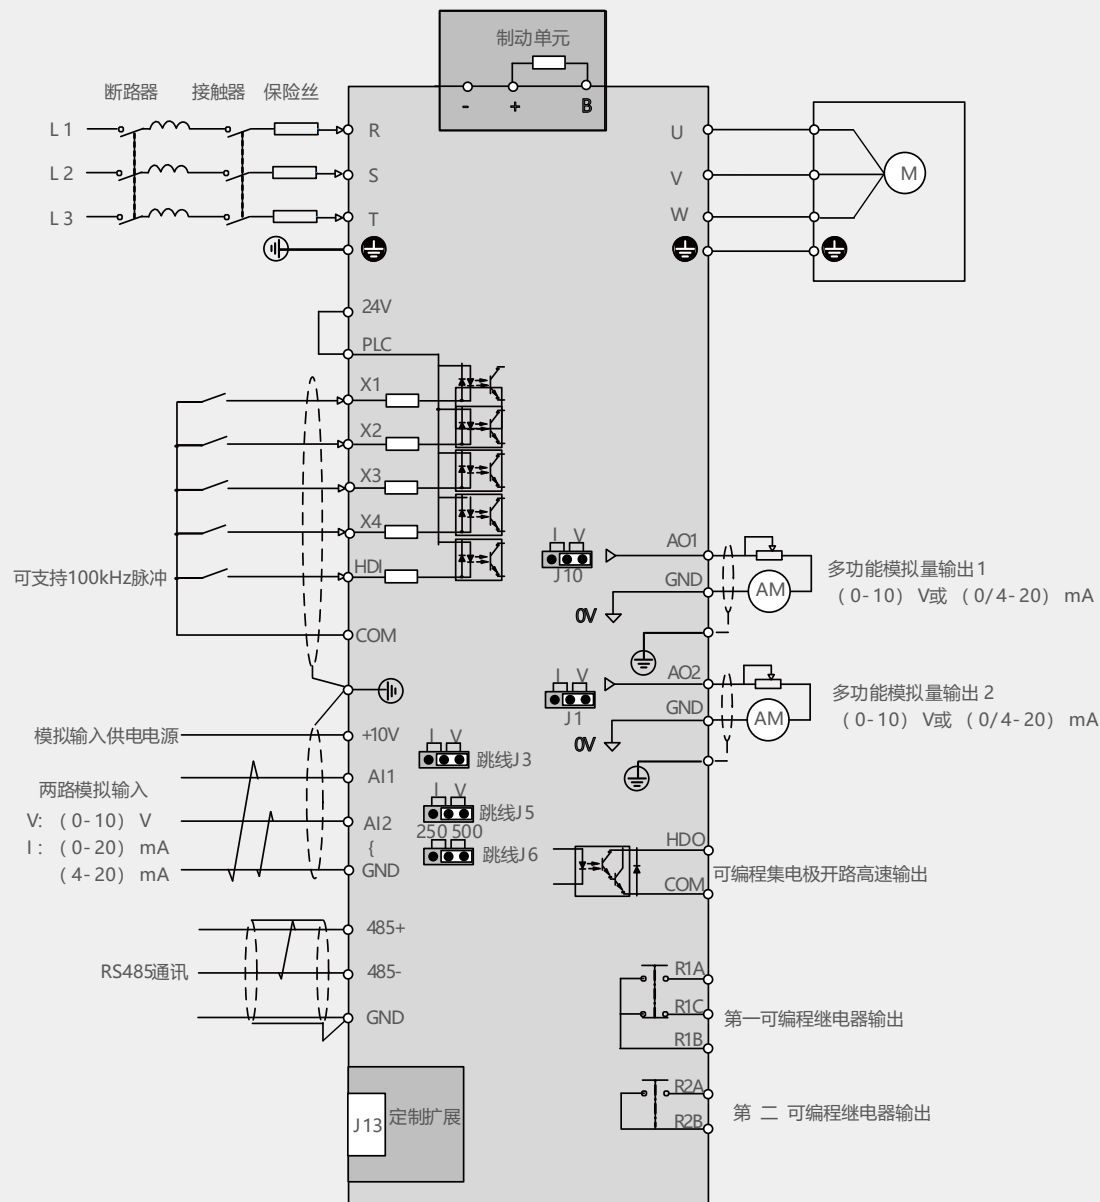 制动单元
- + B
断路器 接触器 保险丝
L1 R
L2 S
L3 T
U
V
W
M
24V
PLC
X1
X2
X3
X4
HDI
可支持100kHz脉冲
COM
模拟输入供电电源
+10V
两路模拟输入
V: (0-10) V
I: (0-20) mA
(4-20) mA
AI1
AI2
{
GND
I V
跳线J3
I V
跳线J5
250 500
跳线J6
RS485通讯
485+
485-
GND
J13
定制扩展
I V
J10
AO1
GND
0V
AM
多功能模拟量输出1
(0-10) V或 (0/4-20) mA
I V
J1
AO2
GND
0V
AM
多功能模拟量输出 2
(0-10) V或 (0/4-20) mA
HDO
COM
可编程集电极开路高速输出
R1A
R1C
R1B
第一可编程继电器输出
R2A
R2B
第 二 可编程继电器输出